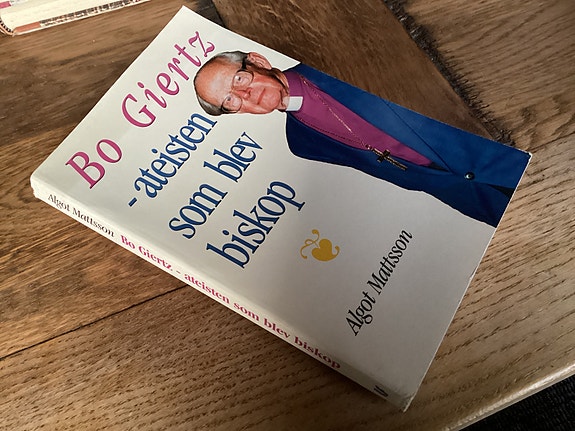 Bo Giertz
- ateisten
som blev
biskop
Algot Mattsson
Algot Mattsson Bo Giertz - ateisten som blev biskop